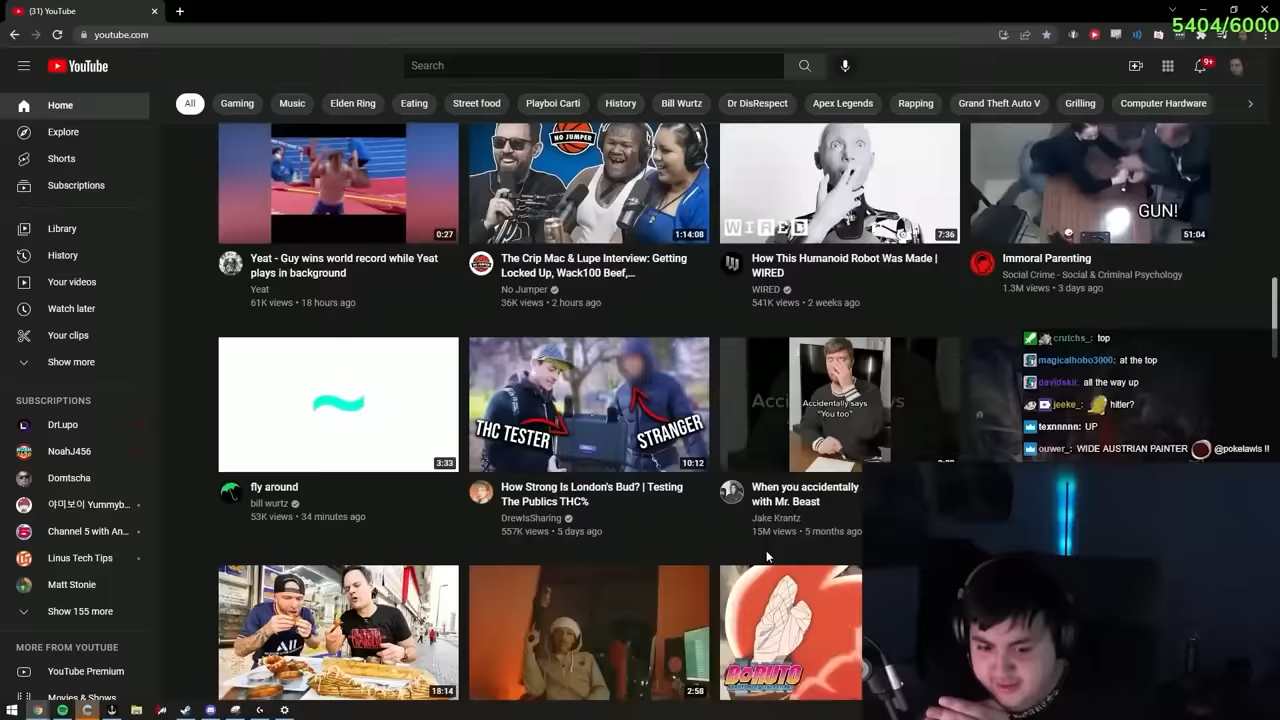 (31) YouTube
5404/6000
youtube.com
YouTube
Search
9+
All
Gaming
Music
Elden Ring
Eating
Street food
Playboi Carti
History
Bill Wurtz
Dr DisRespect
Apex Legends
Rapping
Grand Theft Auto V
Grilling
Computer Hardware
Home
Explore
Shorts
Subscriptions
Library
History
Your videos
Watch later
Your clips
Show more
SUBSCRIPTIONS
DrLupo
NoahJ456
Domtscha
야미보이 Yummyb...
Channel 5 with An...
Linus Tech Tips
Matt Stonie
Show 155 more
MORE FROM YOUTUBE
YouTube Premium
Movies & Shows
0:27
Yeat - Guy wins world record while Yeat
plays in background
Yeat
61K views • 18 hours ago
NO JUMPER
1:14:08
The Crip Mac & Lupe Interview: Getting
Locked Up, Wack100 Beef,...
No Jumper
36K views • 2 hours ago
WIRED
7:36
How This Humanoid Robot Was Made |
WIRED
WIRED
541K views • 2 weeks ago
GUN!
51:04
Immoral Parenting
Social Crime - Social & Criminal Psychology
1.3M views • 3 days ago
3:33
fly around
bill wurtz
53K views • 34 minutes ago
THC TESTER
STRANGER
10:12
How Strong Is London's Bud? | Testing
The Publics THC%
DrewIsSharing
557K views • 5 days ago
Accidentally says
"You too"
When you accidentally
with Mr. Beast
Jake Krantz
15M views • 5 months ago
crutchs_: top
magicalhobo3000: at the top
davidskii: all the way up
jeeke_: hitler?
texnnnnn: UP
ouwer_: WIDE AUSTRIAN PAINTER @pokelawls !!
18:14
2:58
BORUTO